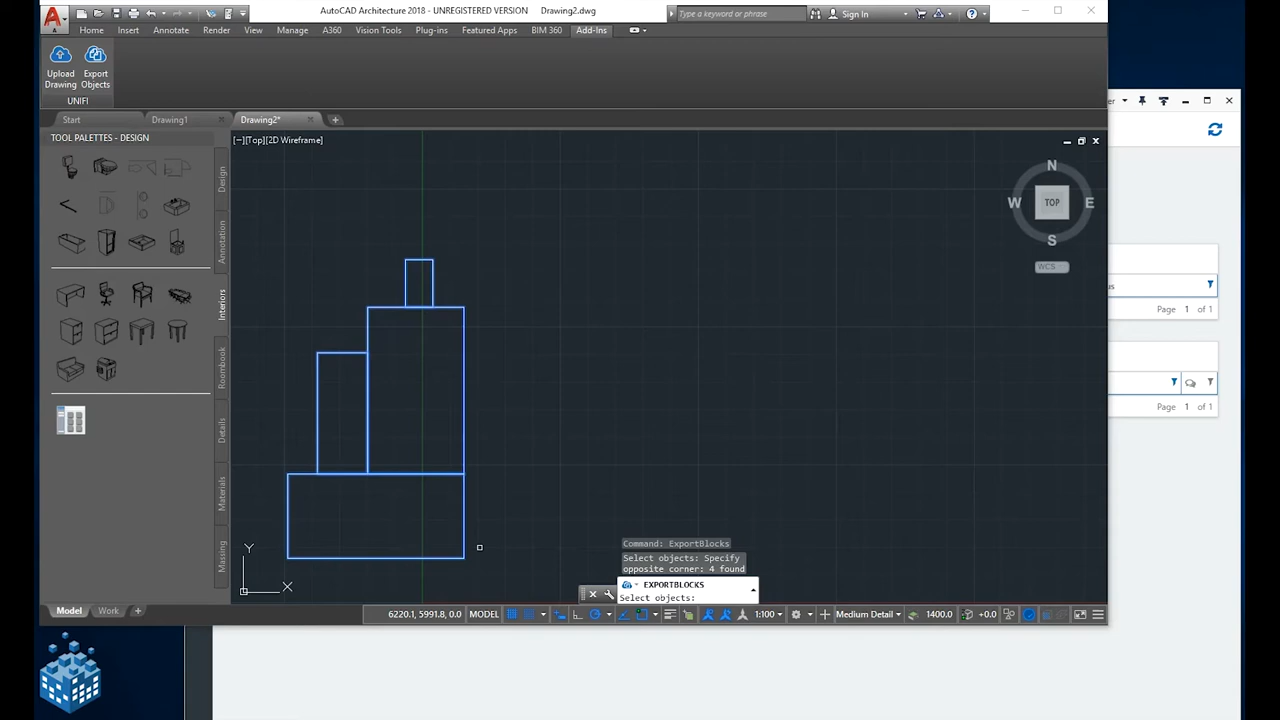 AutoCAD Architecture 2018 - UNREGISTERED VERSION Drawing2.dwg
Type a keyword or phrase
Sign In
Home Insert Annotate Render View Manage A360 Vision Tools Plug-ins Featured Apps BIM 360 Add-Ins
Upload Drawing
Export Objects
UNIFI
Start Drawing1 Drawing2*
TOOL PALETTES - DESIGN
[−][Top][2D Wireframe]
Design
Annotation
Interiors
Roombook
Details
Materials
Massing
N
W TOP E
S
WCS
Y
X
Page 1 of 1
Page 1 of 1
Command: ExportBlocks
Select objects: Specify
opposite corner: 4 found
EXPORTBLOCKS
Select objects:
Model Work
6220.1, 5991.8, 0.0 MODEL 1:100 Medium Detail 1400.0 +0.0